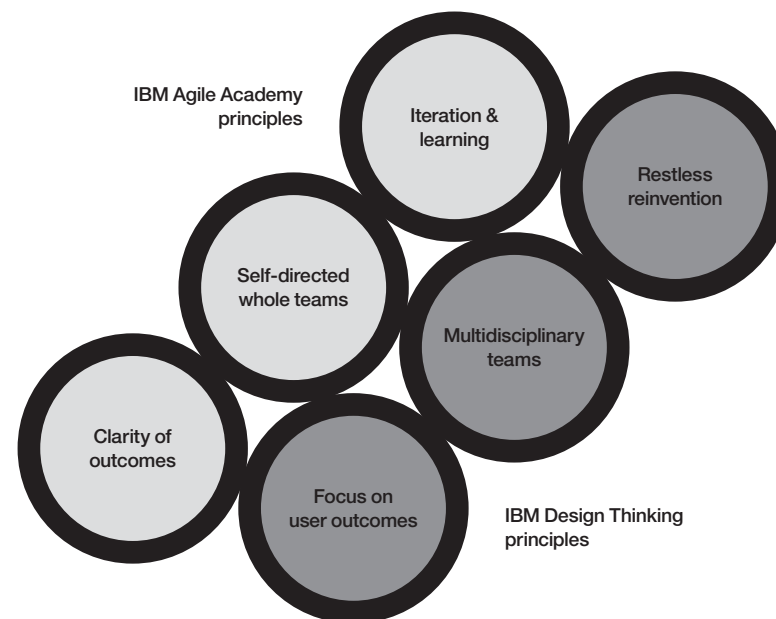 IBM Agile Academy
principles
Iteration &
learning
Restless
reinvention
Self-directed
whole teams
Multidisciplinary
teams
Clarity of
outcomes
Focus on
user outcomes
IBM Design Thinking
principles